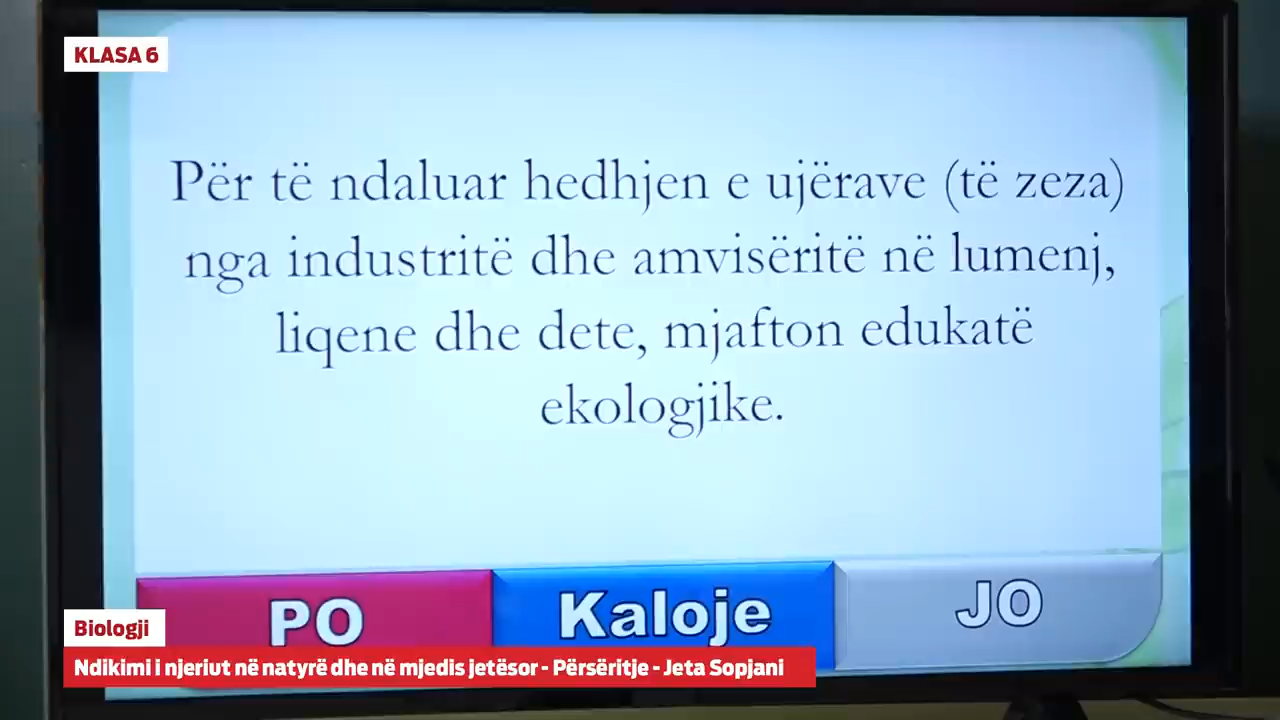 KLASA 6
Për të ndaluar hedhjen e ujërave (të zeza)
nga industritë dhe amvisëritë në lumenj,
liqene dhe dete, mjafton edukatë
ekologjike.
PO
Kaloje
JO
Biologji
Ndikimi i njeriut në natyrë dhe në mjedis jetësor - Përsëritje - Jeta Sopjani